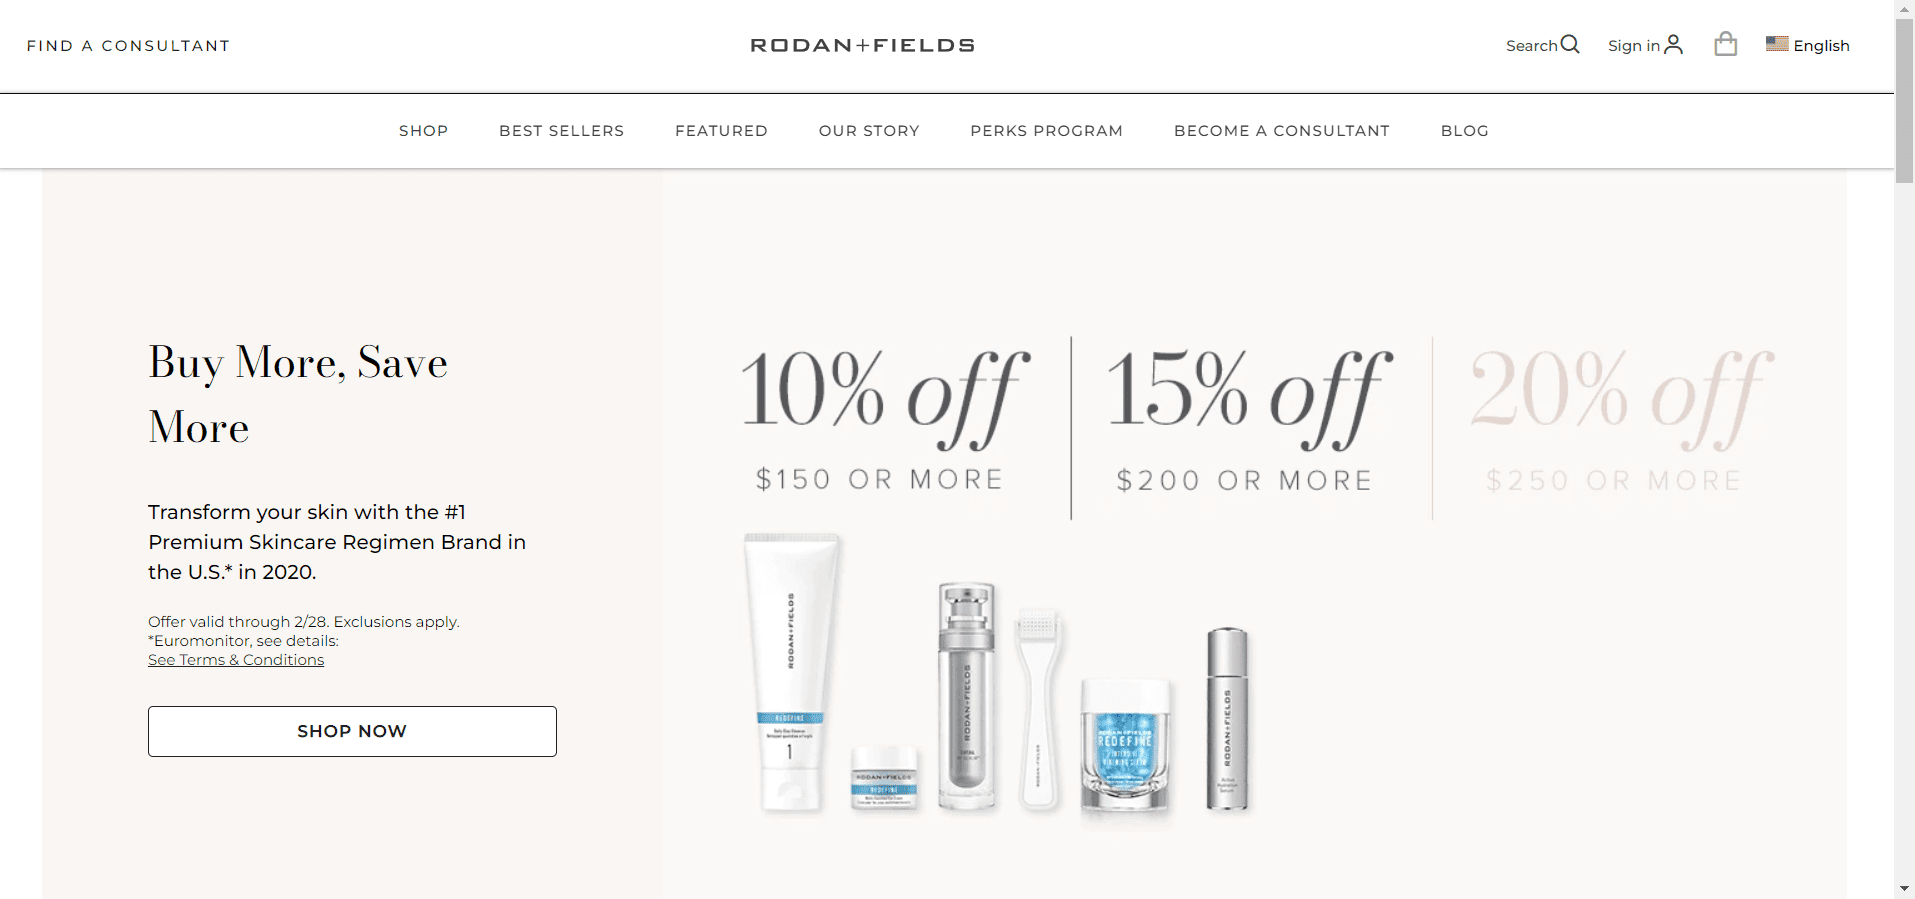 FIND A CONSULTANT
RODAN+FIELDS
Search
Sign in
English
SHOP
BEST SELLERS
FEATURED
OUR STORY
PERKS PROGRAM
BECOME A CONSULTANT
BLOG
Buy More, Save
More
Transform your skin with the #1
Premium Skincare Regimen Brand in
the U.S.* in 2020.
Offer valid through 2/28. Exclusions apply.
*Euromonitor, see details:
See Terms & Conditions
SHOP NOW
10% off
$150 OR MORE
15% off
$200 OR MORE
20% off
$250 OR MORE
RODAN+FIELDS
REDEFINE
1
RODAN+FIELDS
REDEFINE
RODAN+FIELDS
RODAN+FIELDS
RODAN+FIELDS
REDEFINE
RODAN+FIELDS
Active
Hydration
Serum